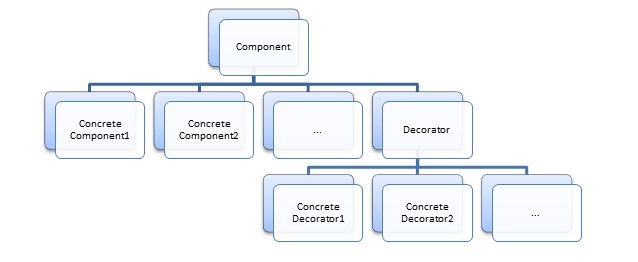 Component
Concrete
Component1
Concrete
Component2
...
Decorator
Concrete
Decorator1
Concrete
Decorator2
...